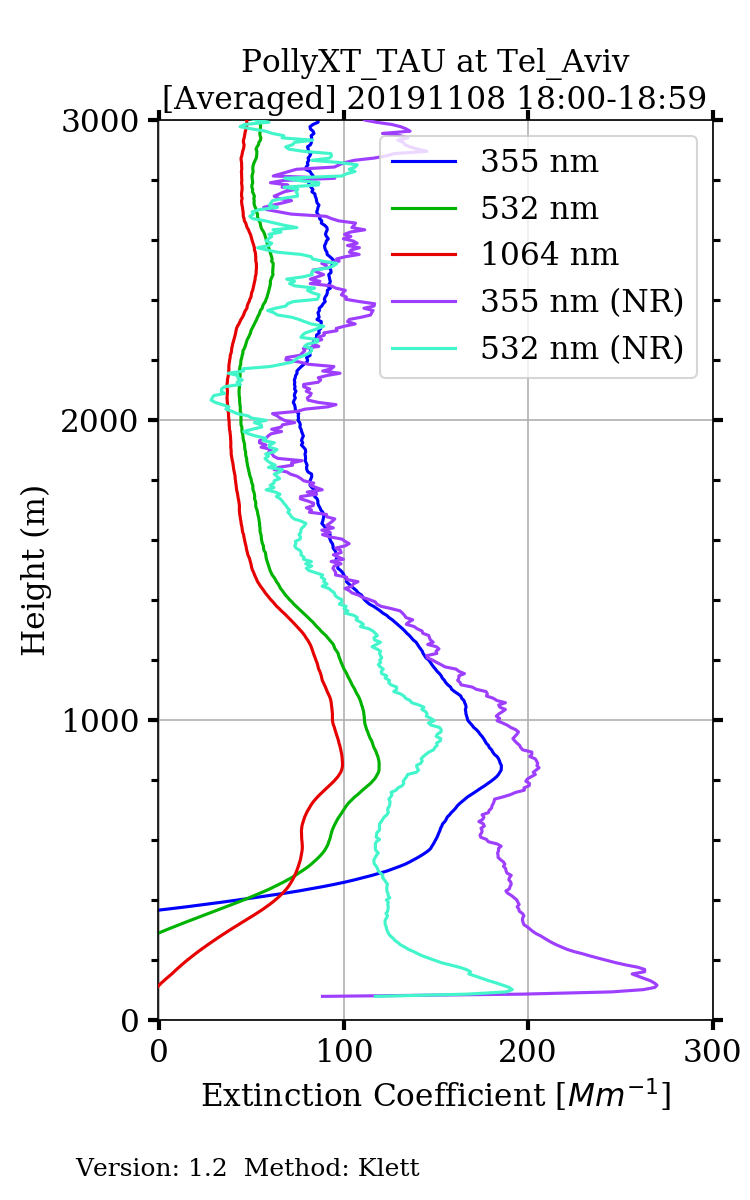 PollyXT_TAU at Tel_Aviv
[Averaged] 20191108 18:00-18:59
3000
2000
1000
0
Height (m)
355 nm
532 nm
1064 nm
355 nm (NR)
532 nm (NR)
0 100 200 300
Extinction Coefficient [Mm⁻¹]
Version: 1.2 Method: Klett